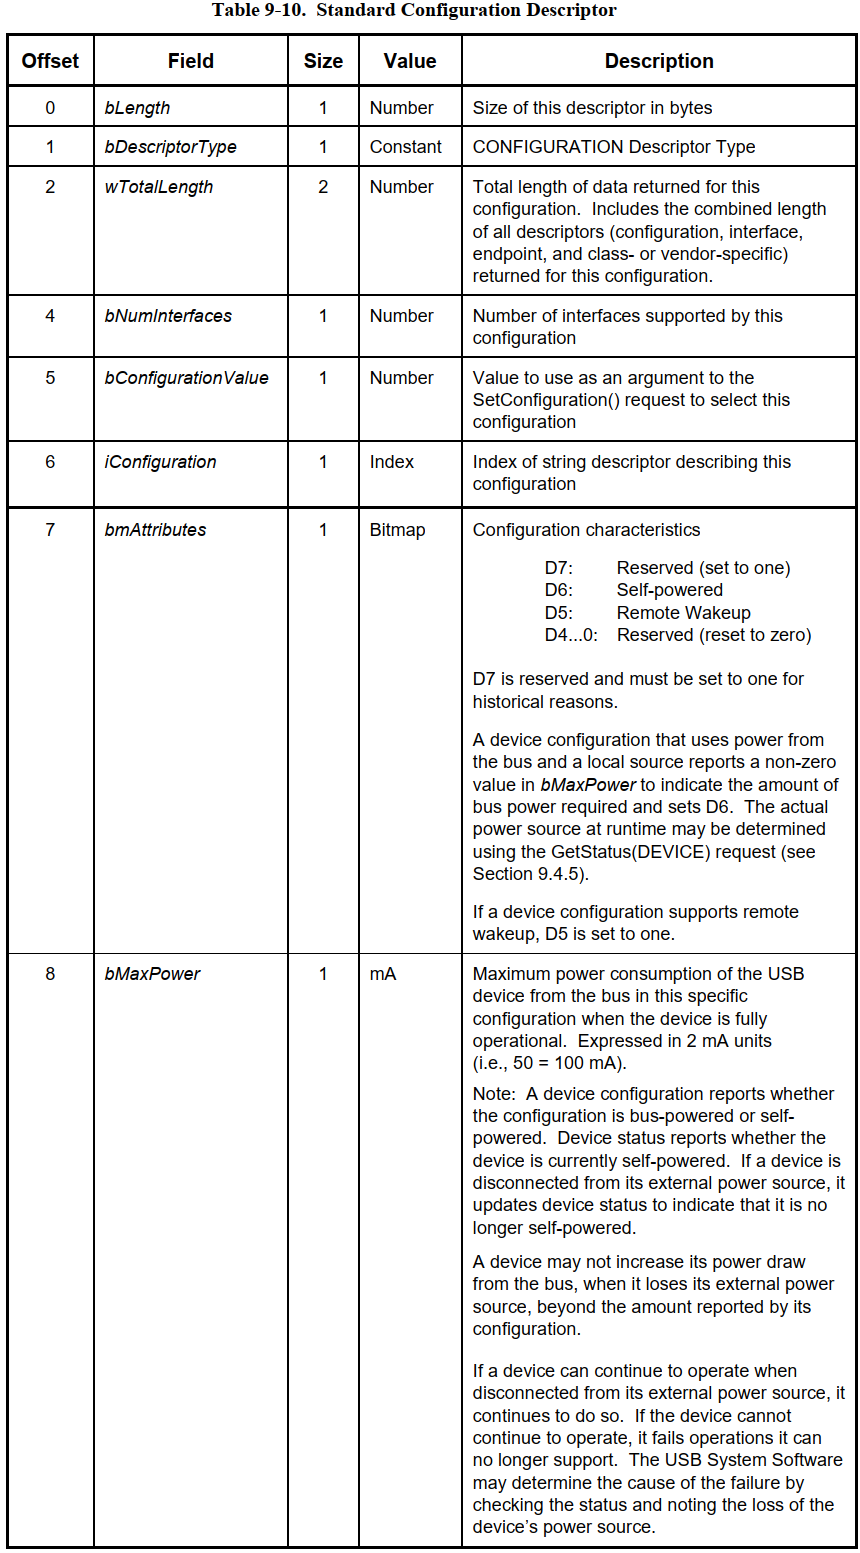 Table 9-10.  Standard Configuration Descriptor
Offset Field Size Value Description
0 bLength 1 Number Size of this descriptor in bytes
1 bDescriptorType 1 Constant CONFIGURATION Descriptor Type
2 wTotalLength 2 Number Total length of data returned for this
configuration.  Includes the combined length
of all descriptors (configuration, interface,
endpoint, and class- or vendor-specific)
returned for this configuration.
4 bNumInterfaces 1 Number Number of interfaces supported by this
configuration
5 bConfigurationValue 1 Number Value to use as an argument to the
SetConfiguration() request to select this
configuration
6 iConfiguration 1 Index Index of string descriptor describing this
configuration
7 bmAttributes 1 Bitmap Configuration characteristics
D7: Reserved (set to one)
D6: Self-powered
D5: Remote Wakeup
D4...0: Reserved (reset to zero)
D7 is reserved and must be set to one for
historical reasons.
A device configuration that uses power from
the bus and a local source reports a non-zero
value in bMaxPower to indicate the amount of
bus power required and sets D6.  The actual
power source at runtime may be determined
using the GetStatus(DEVICE) request (see
Section 9.4.5).
If a device configuration supports remote
wakeup, D5 is set to one.
8 bMaxPower 1 mA Maximum power consumption of the USB
device from the bus in this specific
configuration when the device is fully
operational.  Expressed in 2 mA units
(i.e., 50 = 100 mA).
Note:  A device configuration reports whether
the configuration is bus-powered or self-
powered.  Device status reports whether the
device is currently self-powered.  If a device is
disconnected from its external power source, it
updates device status to indicate that it is no
longer self-powered.
A device may not increase its power draw
from the bus, when it loses its external power
source, beyond the amount reported by its
configuration.
If a device can continue to operate when
disconnected from its external power source, it
continues to do so.  If the device cannot
continue to operate, it fails operations it can
no longer support.  The USB System Software
may determine the cause of the failure by
checking the status and noting the loss of the
device’s power source.